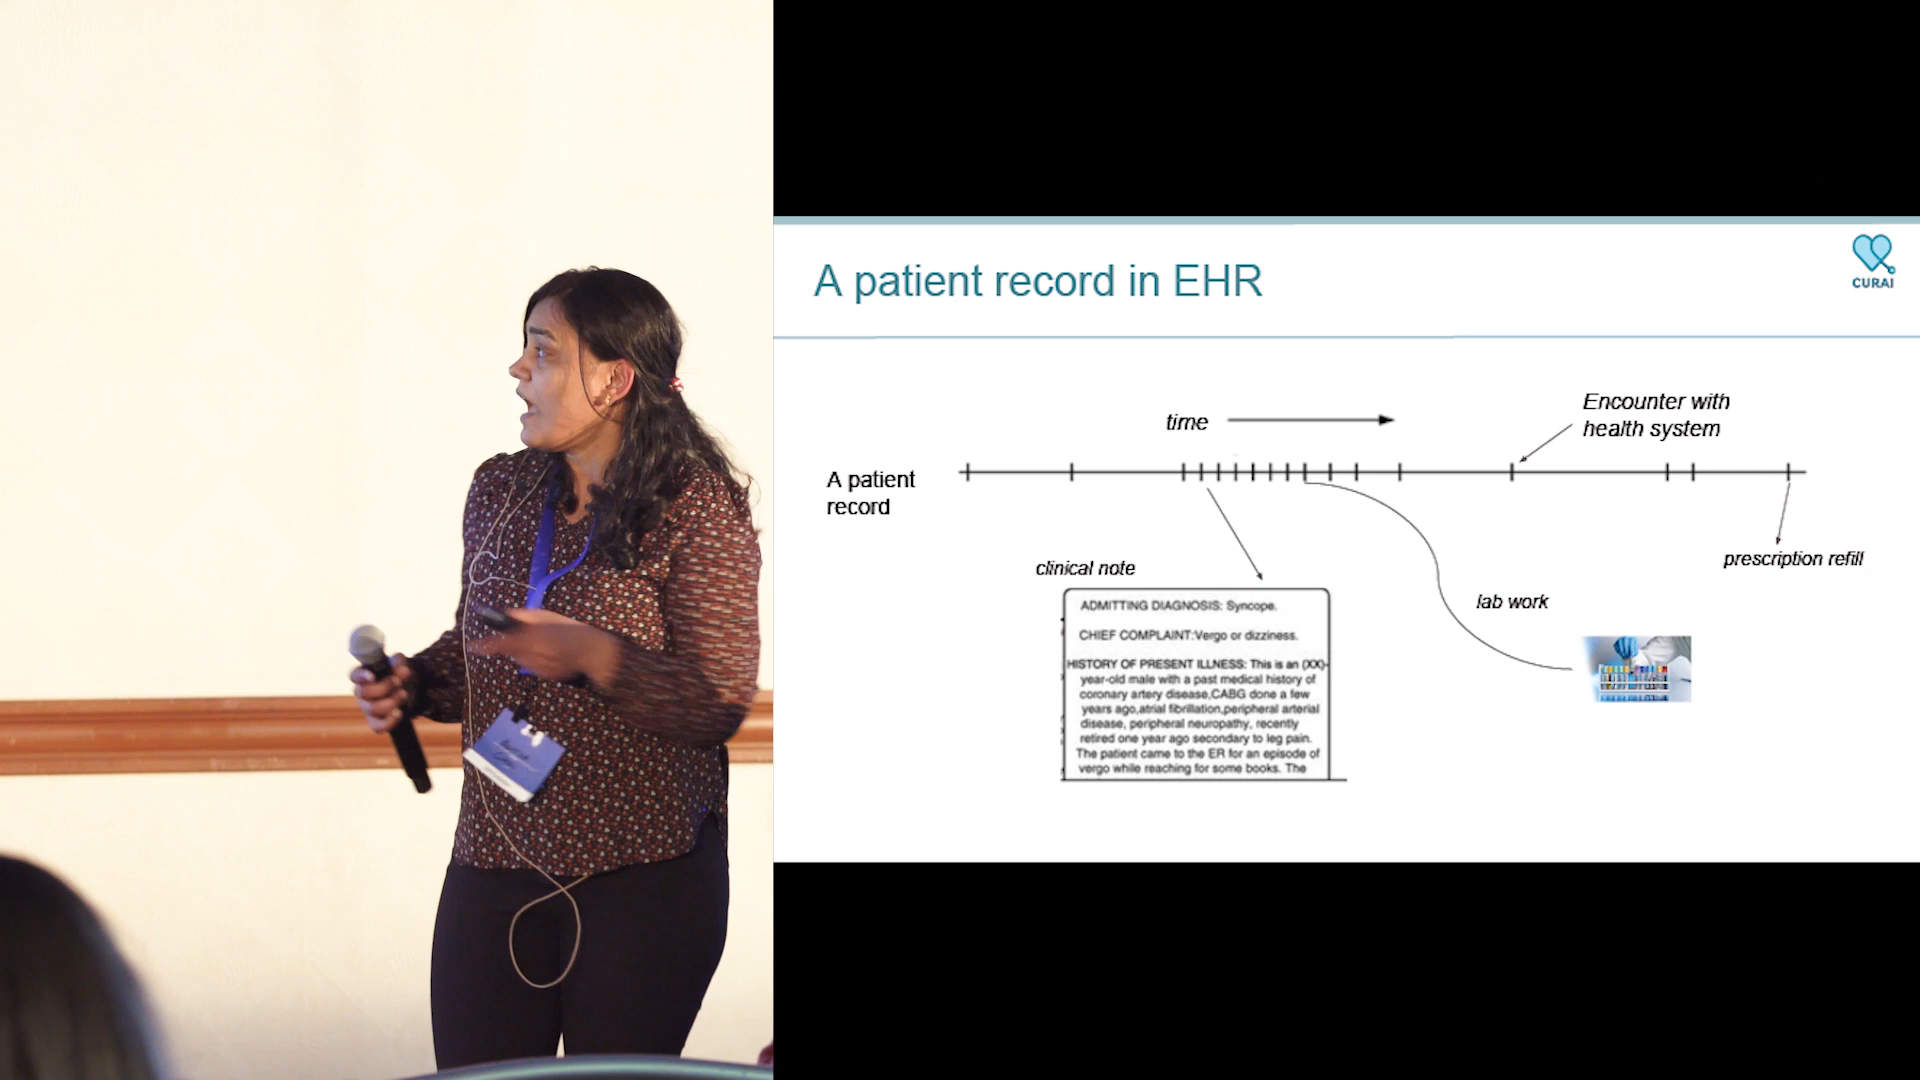 A patient record in EHR
CURAI
time
Encounter with
health system
A patient
record
prescription refill
clinical note
lab work
ADMITTING DIAGNOSIS: Syncope.
CHIEF COMPLAINT:Vergo or dizziness.
HISTORY OF PRESENT ILLNESS: This is an (XX)-
year-old male with a past medical history of
coronary artery disease,CABG done a few
years ago,atrial fibrillation,peripheral arterial
disease, peripheral neuropathy, recently
retired one year ago secondary to leg pain.
The patient came to the ER for an episode of
vergo while reaching for some books. The